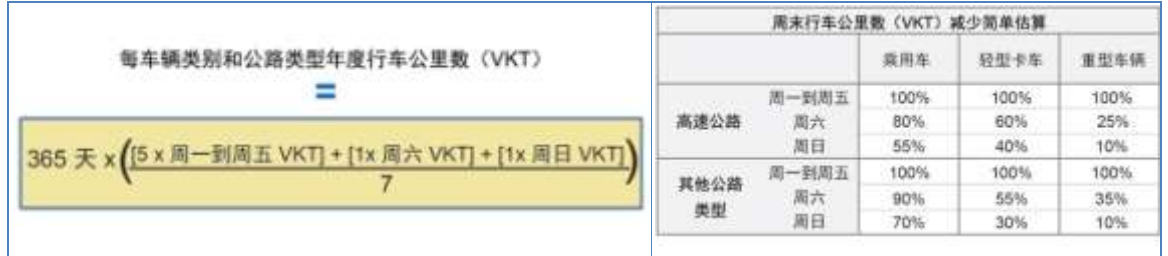 每车辆类别和公路类型年度行车公里数（VKT）
=
365 天 x([5 x 周一到周五 VKT] + [1x 周六 VKT] + [1x 周日 VKT])
7
周末行车公里数（VKT）减少简单估算
乘用车 轻型卡车 重型车辆
高速公路
周一到周五 100% 100% 100%
周六 80% 60% 25%
周日 55% 40% 10%
其他公路类型
周一到周五 100% 100% 100%
周六 90% 55% 35%
周日 70% 30% 10%